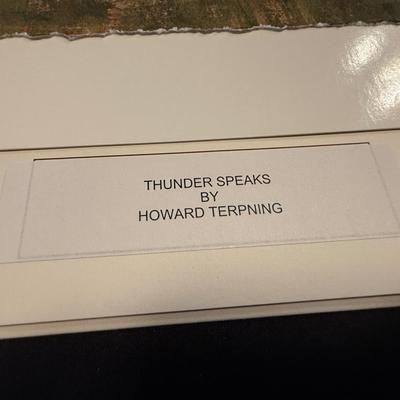 THUNDER SPEAKS
BY
HOWARD TERPNING